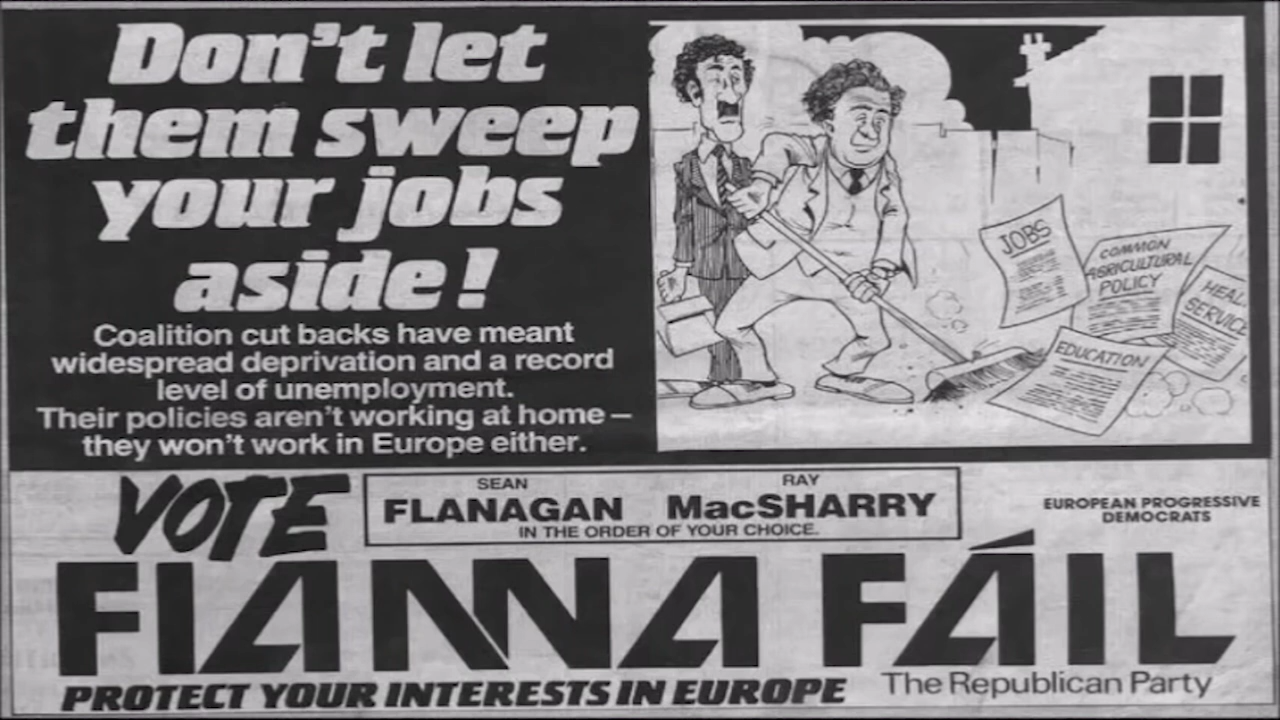 Don't let
them sweep
your jobs
aside!
Coalition cut backs have meant
widespread deprivation and a record
level of unemployment.
Their policies aren't working at home –
they won't work in Europe either.
JOBS
COMMON
AGRICULTURAL
POLICY
HEAL
SERVICE
EDUCATION
VOTE
SEAN
FLANAGAN
RAY
MacSHARRY
IN THE ORDER OF YOUR CHOICE.
EUROPEAN PROGRESSIVE
DEMOCRATS
FIANNA FÁIL
PROTECT YOUR INTERESTS IN EUROPE
The Republican Party